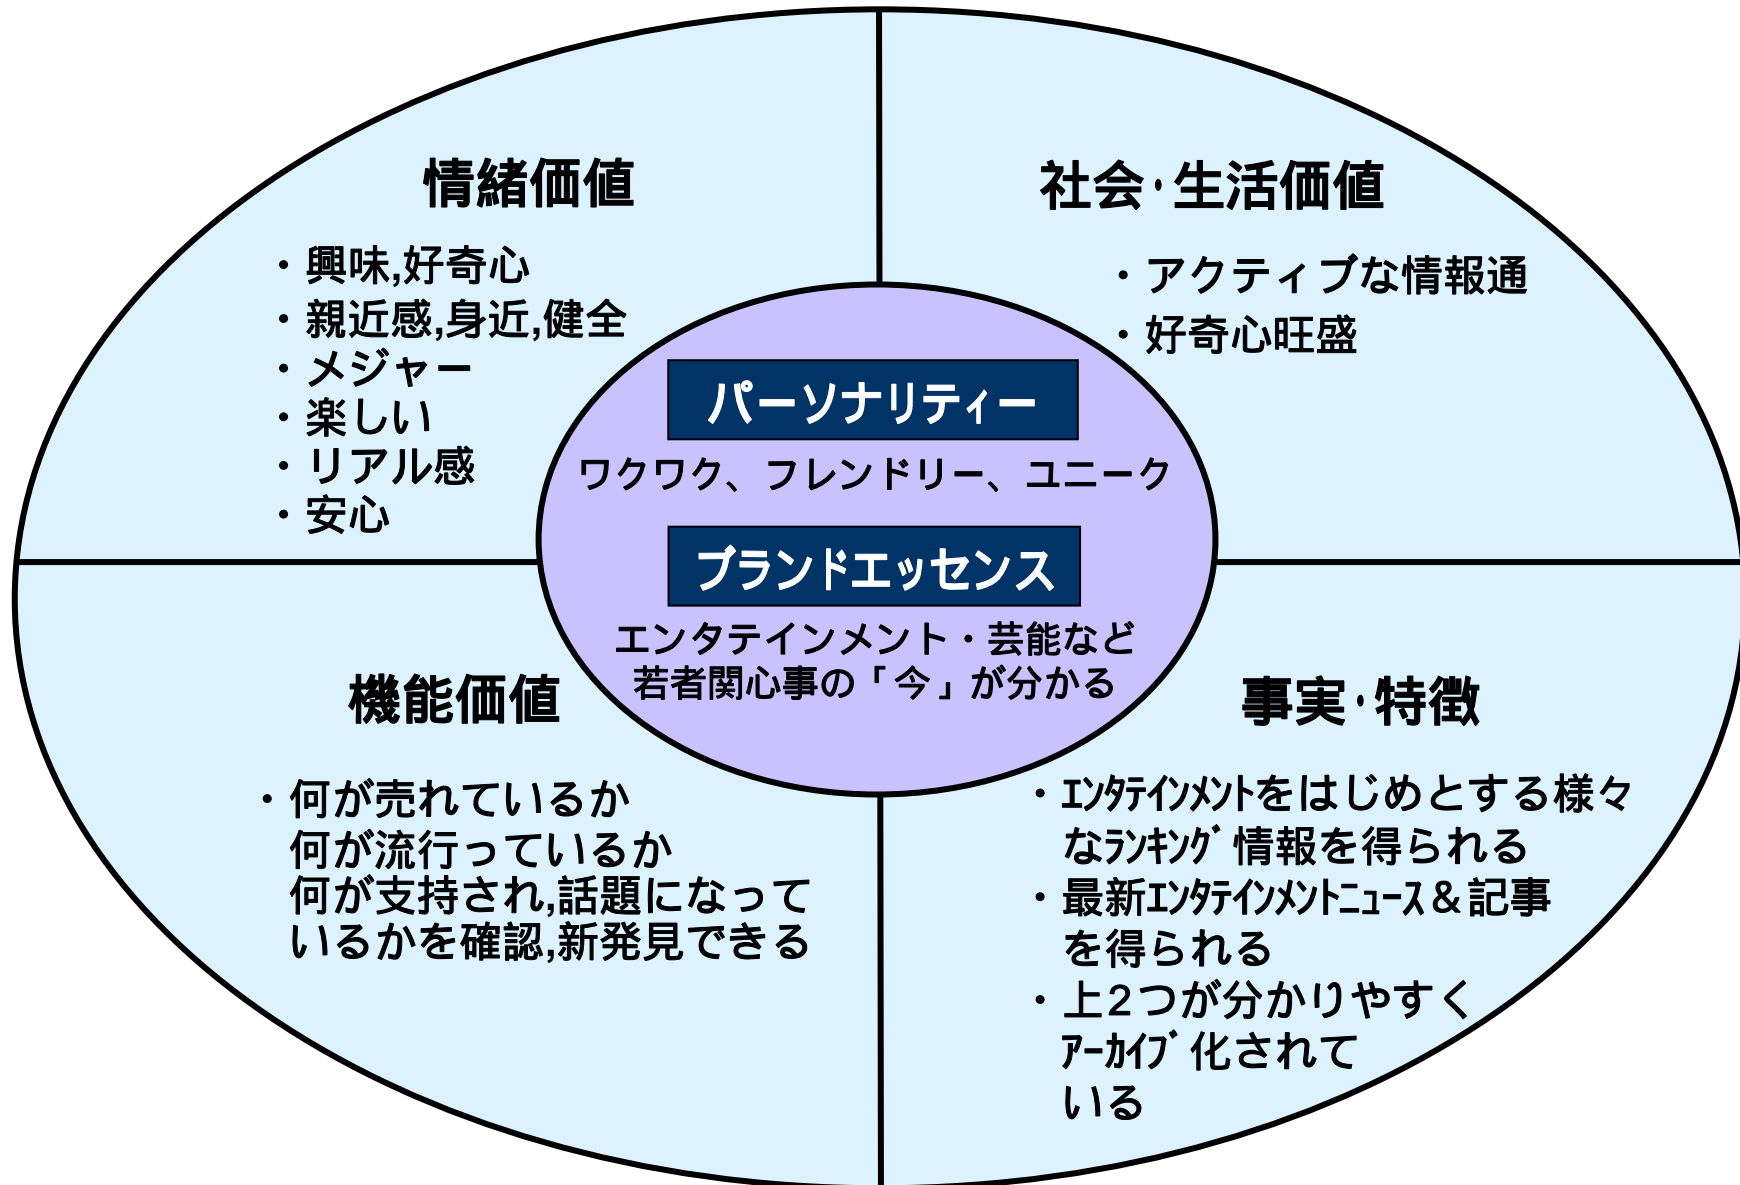 情緒価値
・興味,好奇心
・親近感,身近,健全
・メジャー
・楽しい
・リアル感
・安心
社会・生活価値
・アクティブな情報通
・好奇心旺盛
パーソナリティー
ワクワク、フレンドリー、ユニーク
ブランドエッセンス
エンタテインメント・芸能など
若者関心事の「今」が分かる
機能価値
・何が売れているか
何が流行っているか
何が支持され,話題になって
いるかを確認,新発見できる
事実・特徴
・ｴﾝﾀﾃｲﾝﾒﾝﾄをはじめとする様々
なﾗﾝｷﾝｸﾞ情報を得られる
・最新ｴﾝﾀﾃｲﾝﾒﾝﾄﾆｭｰｽ＆記事
を得られる
・上２つが分かりやすく
ｱｰｶｲﾌﾞ化されて
いる